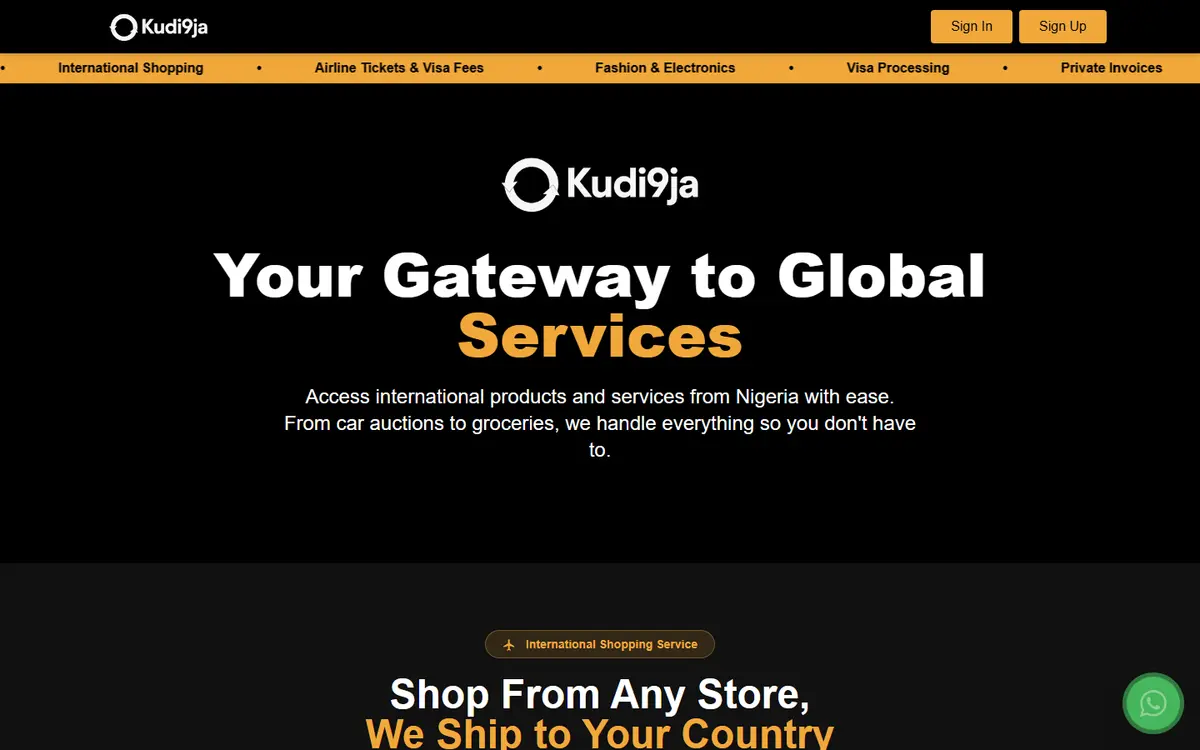 Kudi9ja
Sign In
Sign Up
• International Shopping • Airline Tickets & Visa Fees • Fashion & Electronics • Visa Processing • Private Invoices
Kudi9ja
Your Gateway to Global
Services
Access international products and services from Nigeria with ease.
From car auctions to groceries, we handle everything so you don't have
to.
International Shopping Service
Shop From Any Store,
We Ship to Your Country